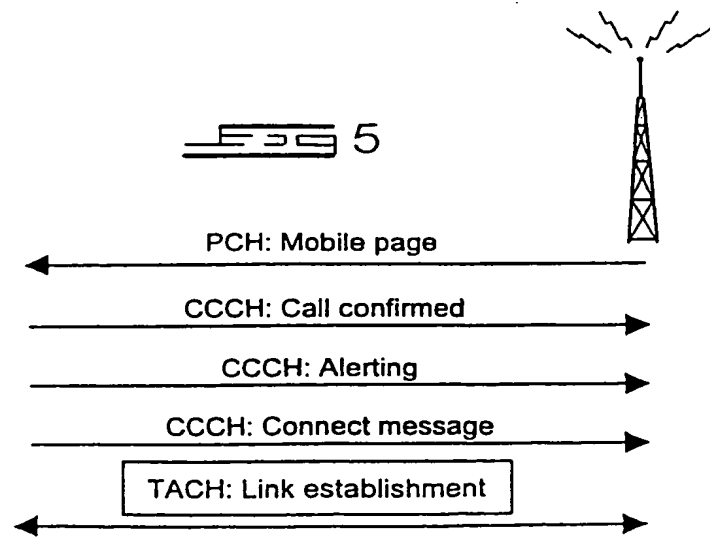 5
PCH: Mobile page
CCCH: Call confirmed
CCCH: Alerting
CCCH: Connect message
TACH: Link establishment